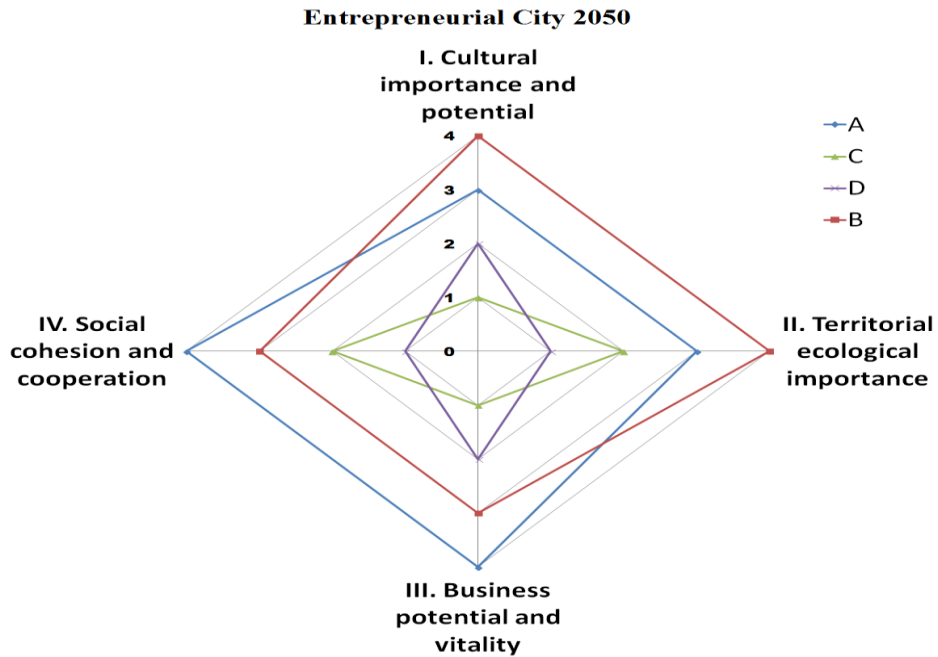 Entrepreneurial City 2050
I. Cultural
importance and
potential
4
3
2
1
0
A
C
D
B
IV. Social
cohesion and
cooperation
II. Territorial
ecological
importance
III. Business
potential and
vitality